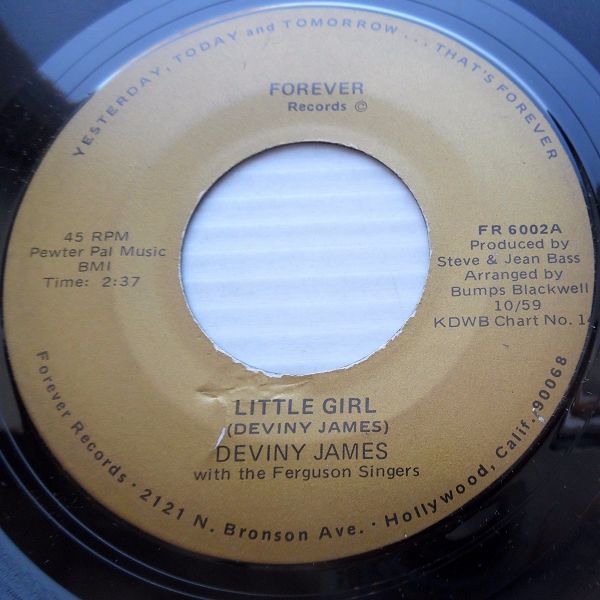 YESTERDAY, TODAY and TOMORROW . . . THAT'S FOREVER
FOREVER
Records ©
45 RPM
Pewter Pal Music
BMI
Time: 2:37
FR 6002A
Produced by
Steve & Jean Bass
Arranged by
Bumps Blackwell
10/59
KDWB Chart No.
LITTLE GIRL
(DEVINY JAMES)
DEVINY JAMES
with the Ferguson Singers
Forever Records · 2121 N. Bronson Ave. · Hollywood, Calif. 90068